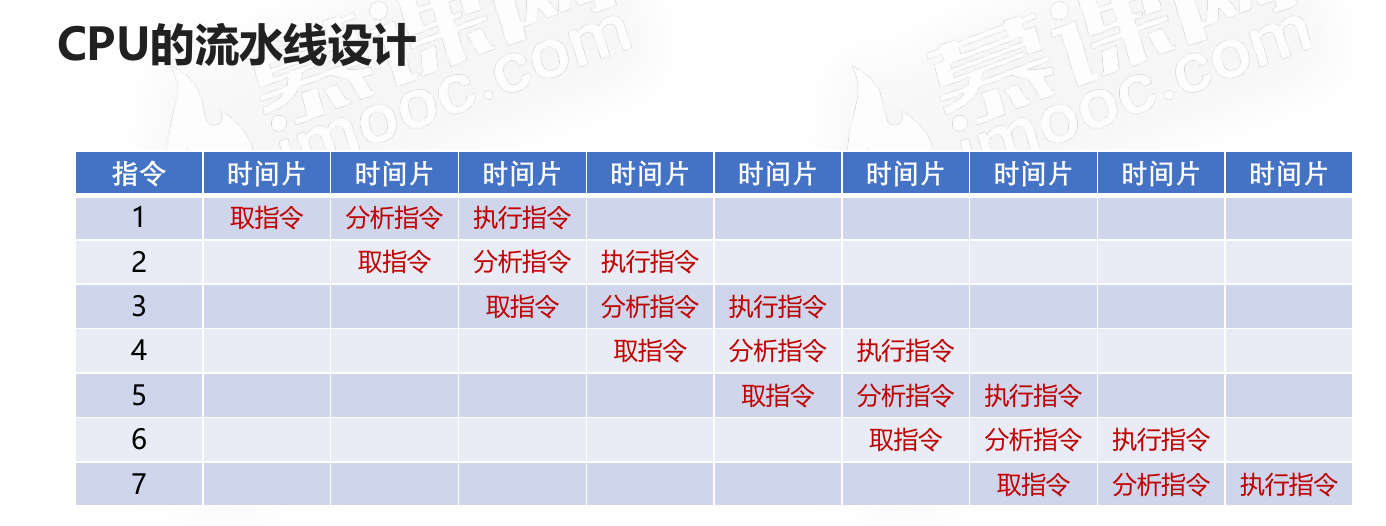 CPU的流水线设计
慕课网 慕课网
imooc.com imooc.com
指令 时间片 时间片 时间片 时间片 时间片 时间片 时间片 时间片 时间片
1 取指令 分析指令 执行指令
2 取指令 分析指令 执行指令
3 取指令 分析指令 执行指令
4 取指令 分析指令 执行指令
5 取指令 分析指令 执行指令
6 取指令 分析指令 执行指令
7 取指令 分析指令 执行指令